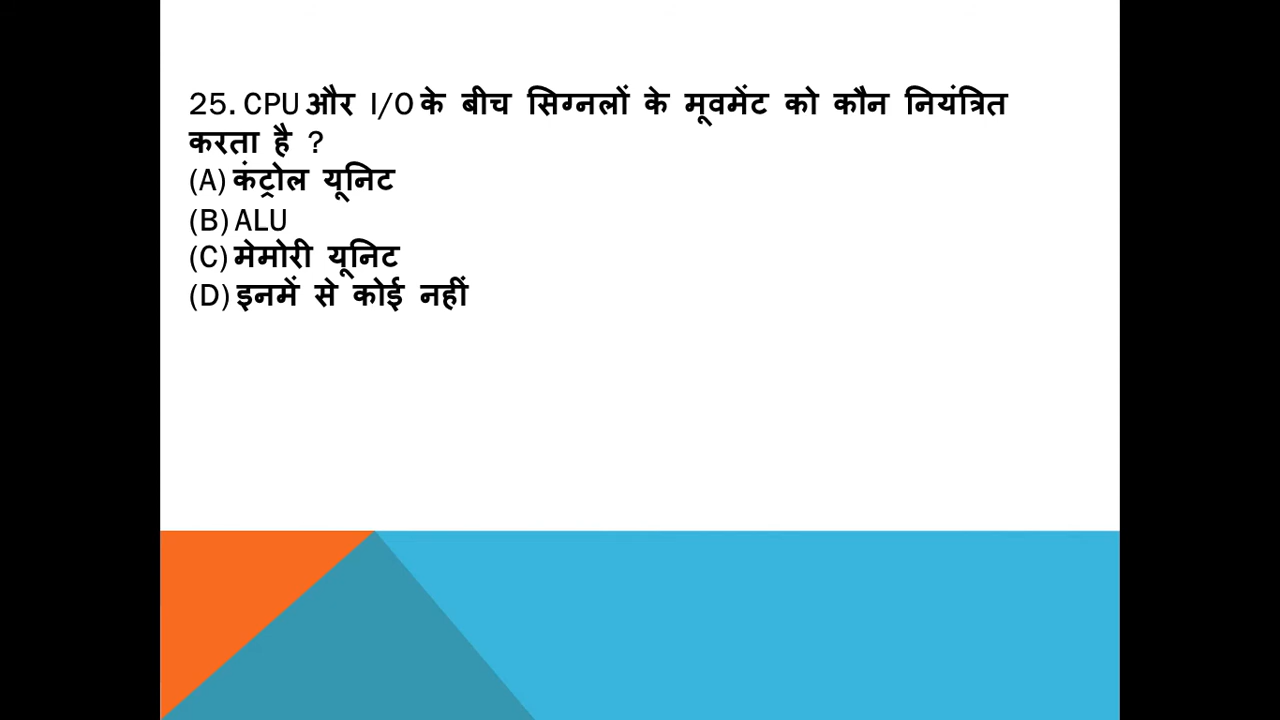 25. CPU और I/O के बीच सिग्नलों के मूवमेंट को कौन नियंत्रित
करता है ?
(A) कंट्रोल यूनिट
(B) ALU
(C) मेमोरी यूनिट
(D) इनमें से कोई नहीं